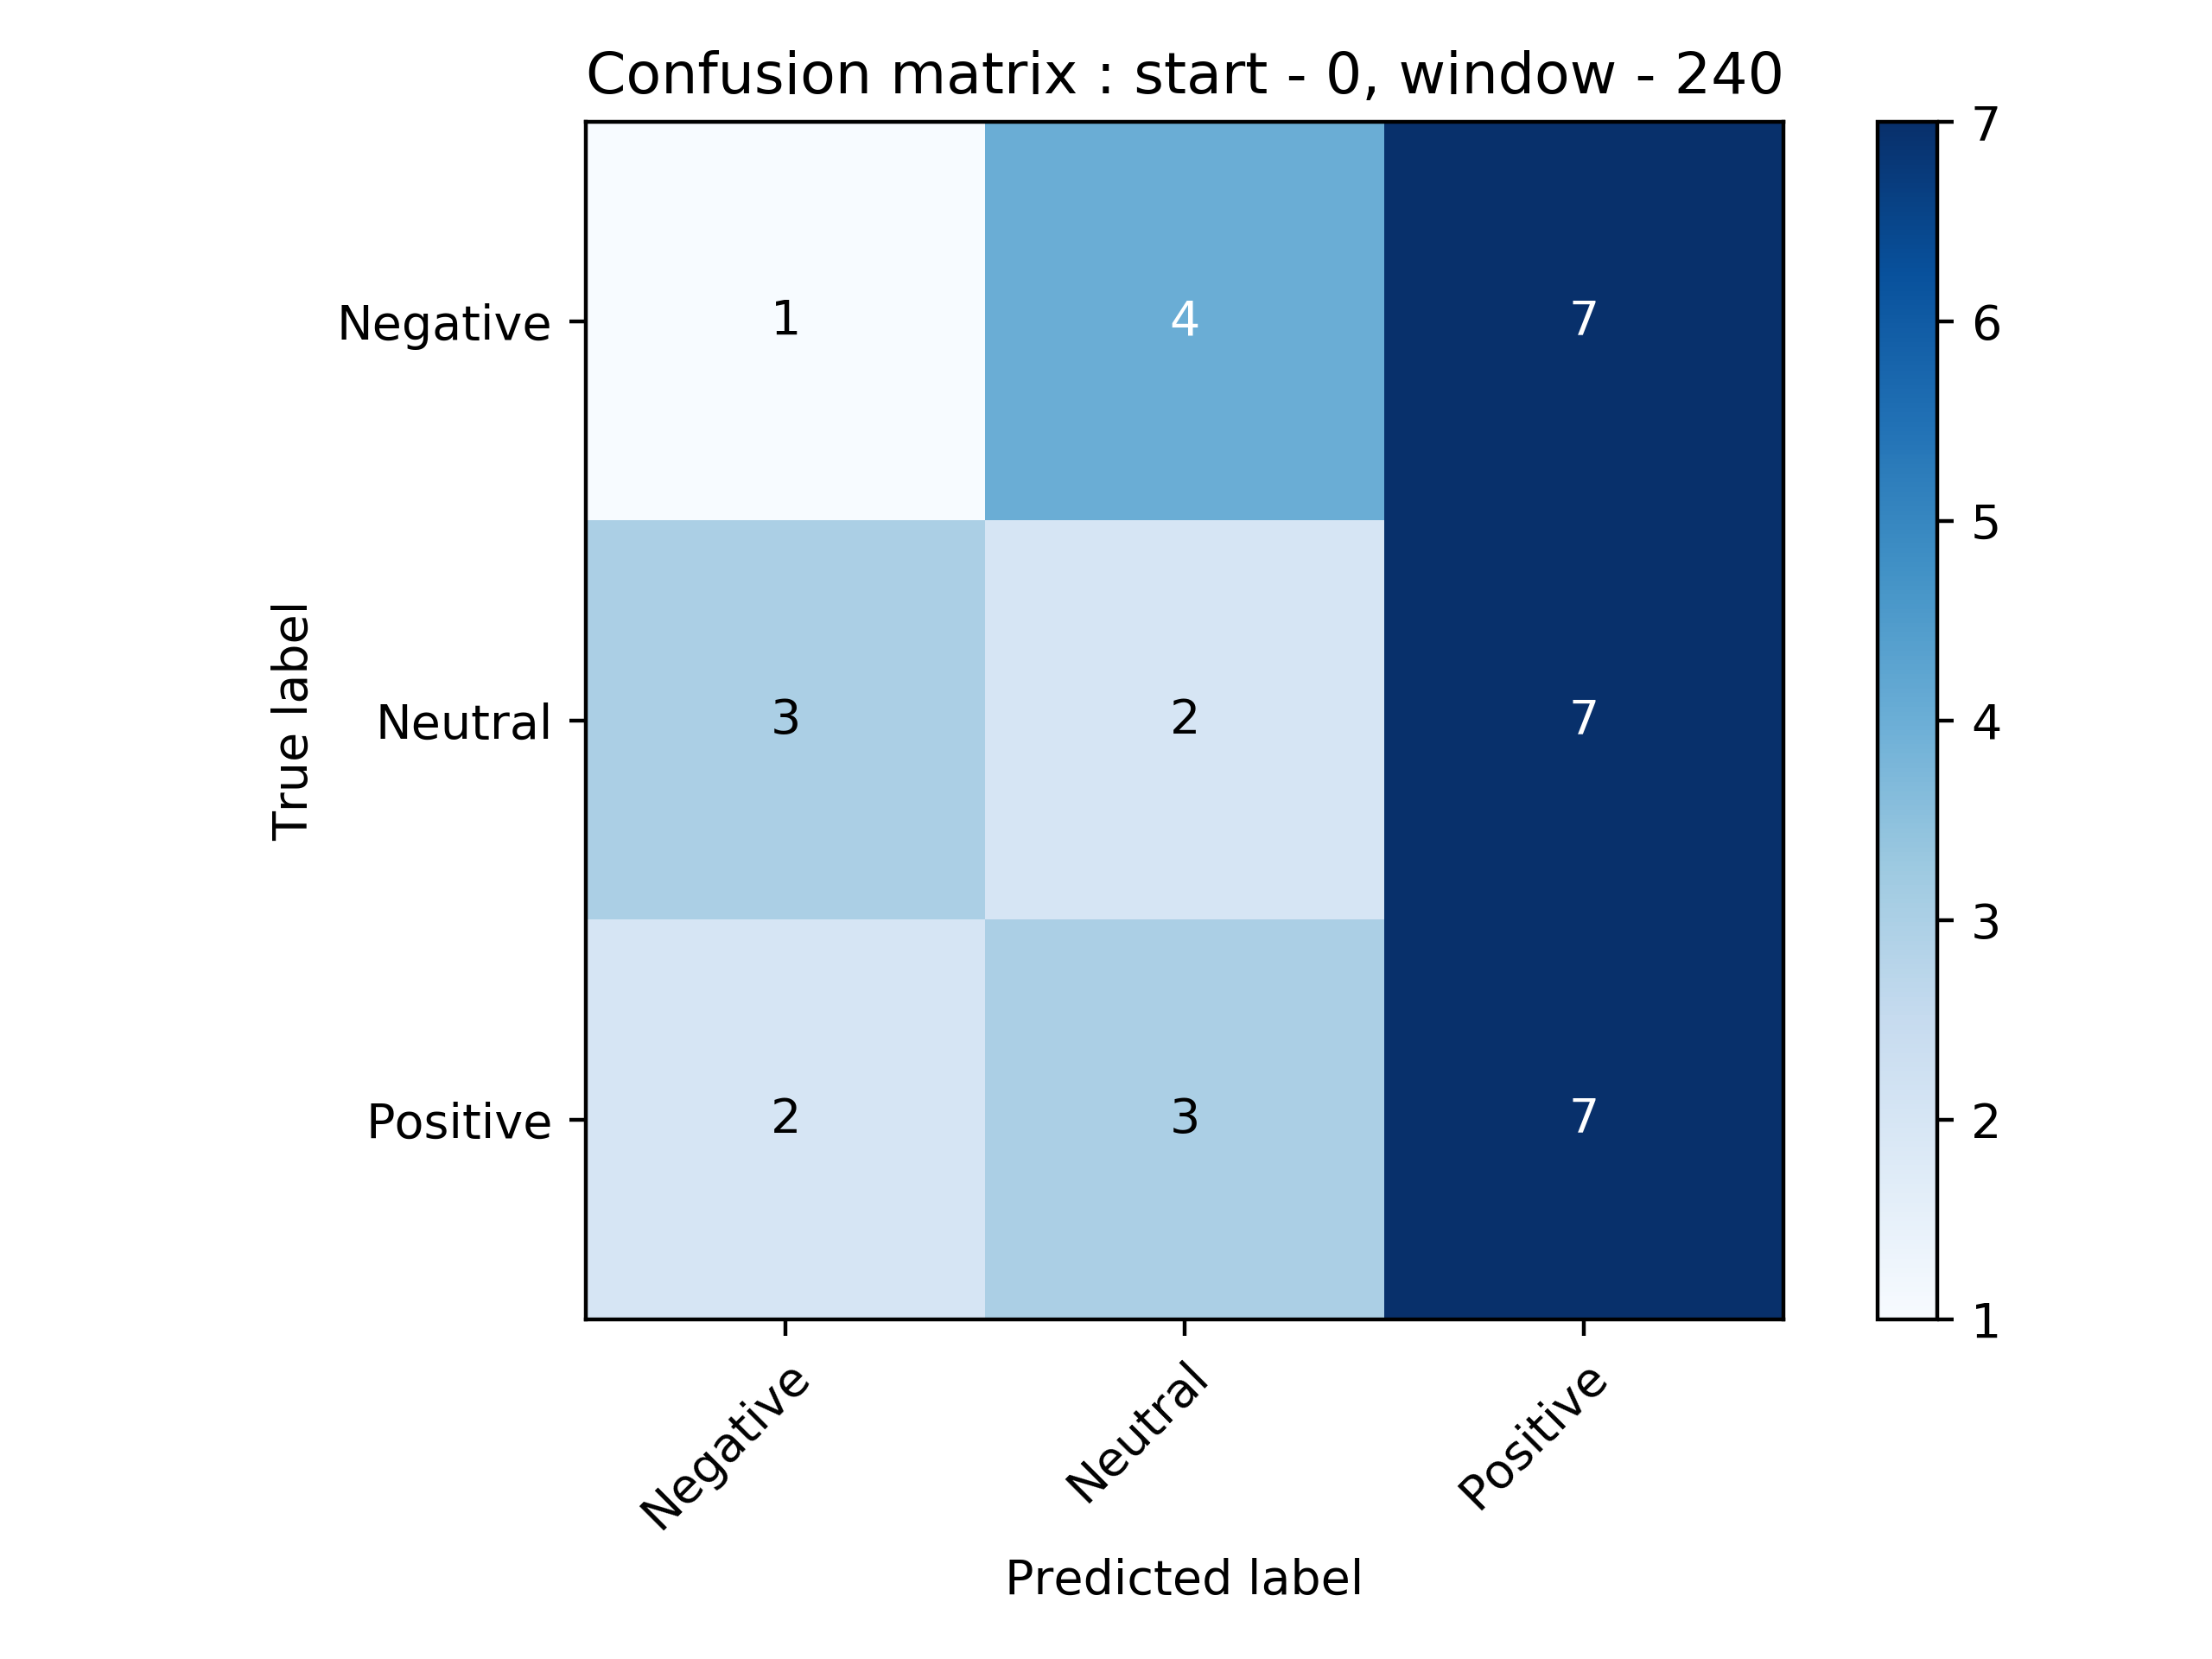 Confusion matrix : start - 0, window - 240
True label
Negative 1 4 7
Neutral 3 2 7
Positive 2 3 7
Negative Neutral Positive
Predicted label
7
6
5
4
3
2
1